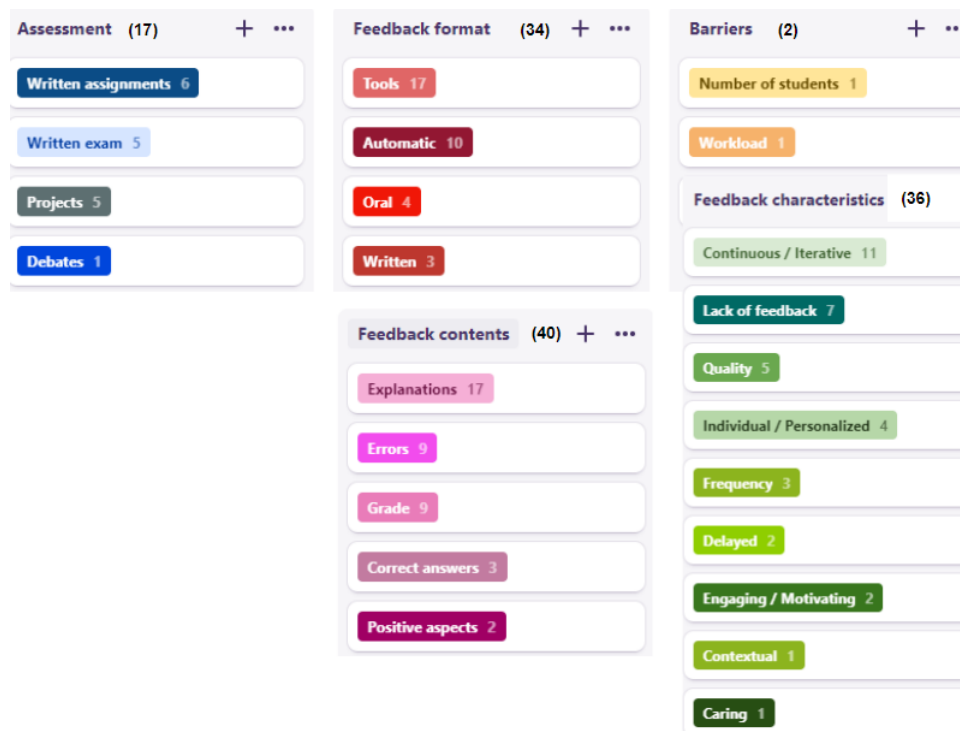 Assessment (17) + •••
Written assignments 6
Written exam 5
Projects 5
Debates 1
Feedback format (34) + •••
Tools 17
Automatic 10
Oral 4
Written 3
Feedback contents (40) + •••
Explanations 17
Errors 9
Grade 9
Correct answers 3
Positive aspects 2
Barriers (2) + ••
Number of students 1
Workload 1
Feedback characteristics (36)
Continuous / Iterative 11
Lack of feedback 7
Quality 5
Individual / Personalized 4
Frequency 3
Delayed 2
Engaging / Motivating 2
Contextual 1
Caring 1